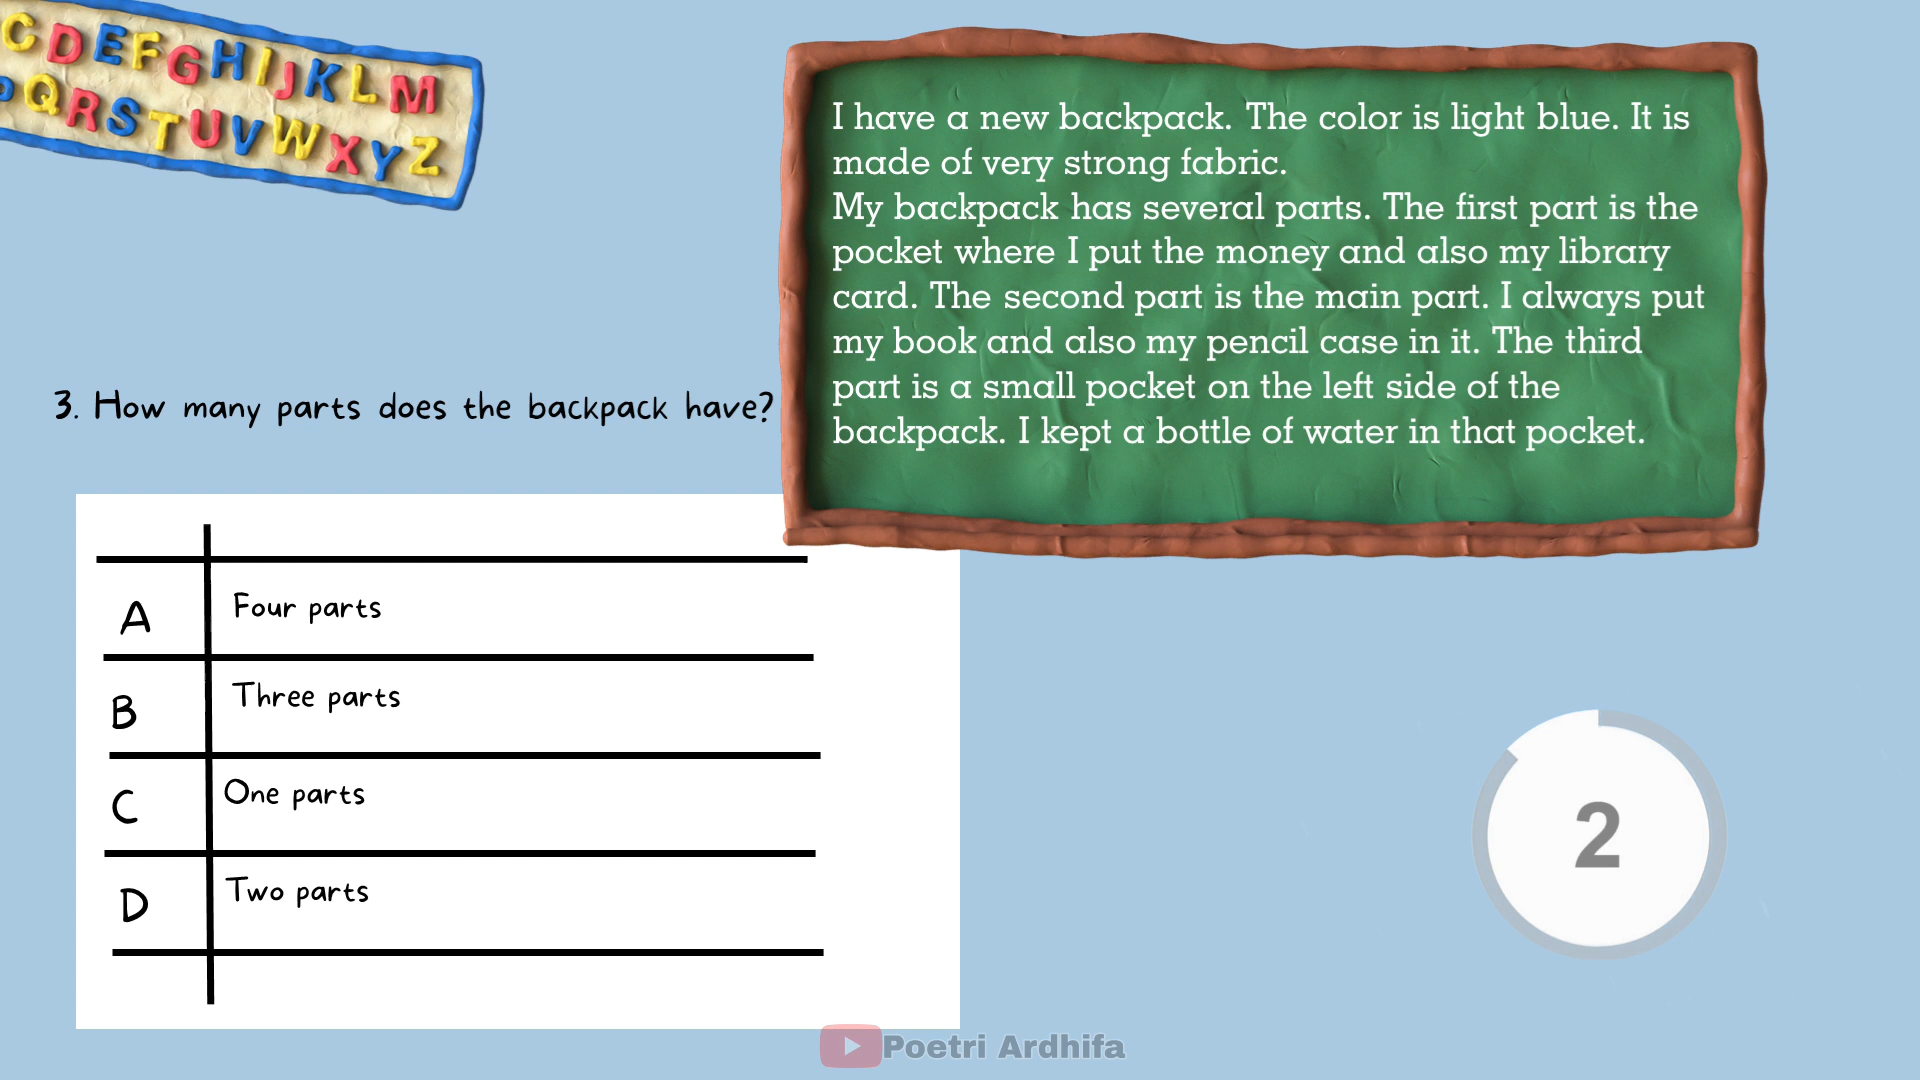 C D E F G H I J K L M
Q R S T U V W X Y Z
I have a new backpack. The color is light blue. It is
made of very strong fabric.
My backpack has several parts. The first part is the
pocket where I put the money and also my library
card. The second part is the main part. I always put
my book and also my pencil case in it. The third
part is a small pocket on the left side of the
backpack. I kept a bottle of water in that pocket.
3. How many parts does the backpack have?
A Four parts
B Three parts
C One parts
D Two parts
2
Poetri Ardhifa